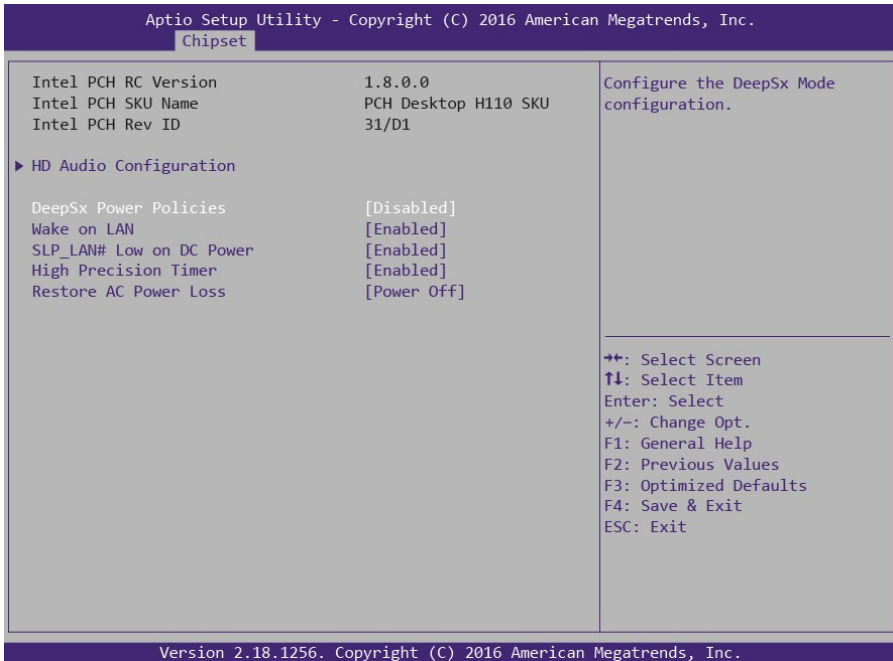 Aptio Setup Utility - Copyright (C) 2016 American Megatrends, Inc.
Chipset
Intel PCH RC Version 1.8.0.0
Intel PCH SKU Name PCH Desktop H110 SKU
Intel PCH Rev ID 31/D1
▶ HD Audio Configuration
DeepSx Power Policies [Disabled]
Wake on LAN [Enabled]
SLP_LAN# Low on DC Power [Enabled]
High Precision Timer [Enabled]
Restore AC Power Loss [Power Off]
Configure the DeepSx Mode
configuration.
→←: Select Screen
↑↓: Select Item
Enter: Select
+/-: Change Opt.
F1: General Help
F2: Previous Values
F3: Optimized Defaults
F4: Save & Exit
ESC: Exit
Version 2.18.1256. Copyright (C) 2016 American Megatrends, Inc.